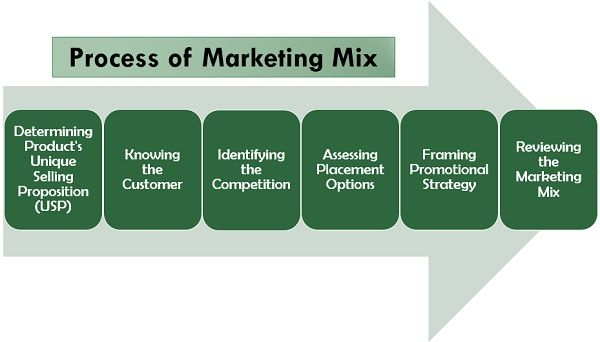 Process of Marketing Mix
Determining
Product's
Unique
Selling
Proposition
(USP)
Knowing
the
Customer
Identifying
the
Competition
Assessing
Placement
Options
Framing
Promotional
Strategy
Reviewing
the
Marketing
Mix